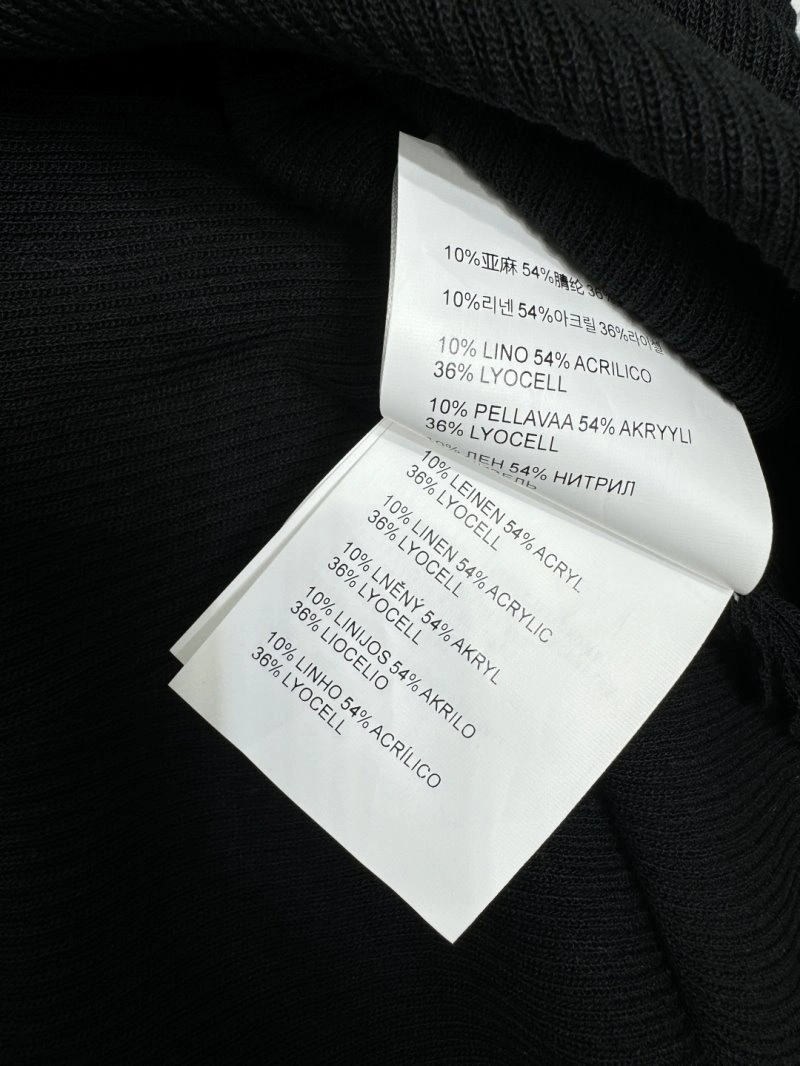 10%亚麻 54%腈纶 36%
10%리넨 54%아크릴 36%라이셀
10% LINO 54% ACRILICO
36% LYOCELL
10% PELLAVAA 54% AKRYYLI
36% LYOCELL
10% ЛЕН 54% НИТРИЛ
10% LEINEN 54% ACRYL
36% LYOCELL
10% LINEN 54% ACRYLIC
36% LYOCELL
10% LNĚNÝ 54% AKRYL
36% LYOCELL
10% LINIJOS 54% AKRILO
36% LIOCELIO
10% LINHO 54% ACRÍLICO
36% LYOCELL